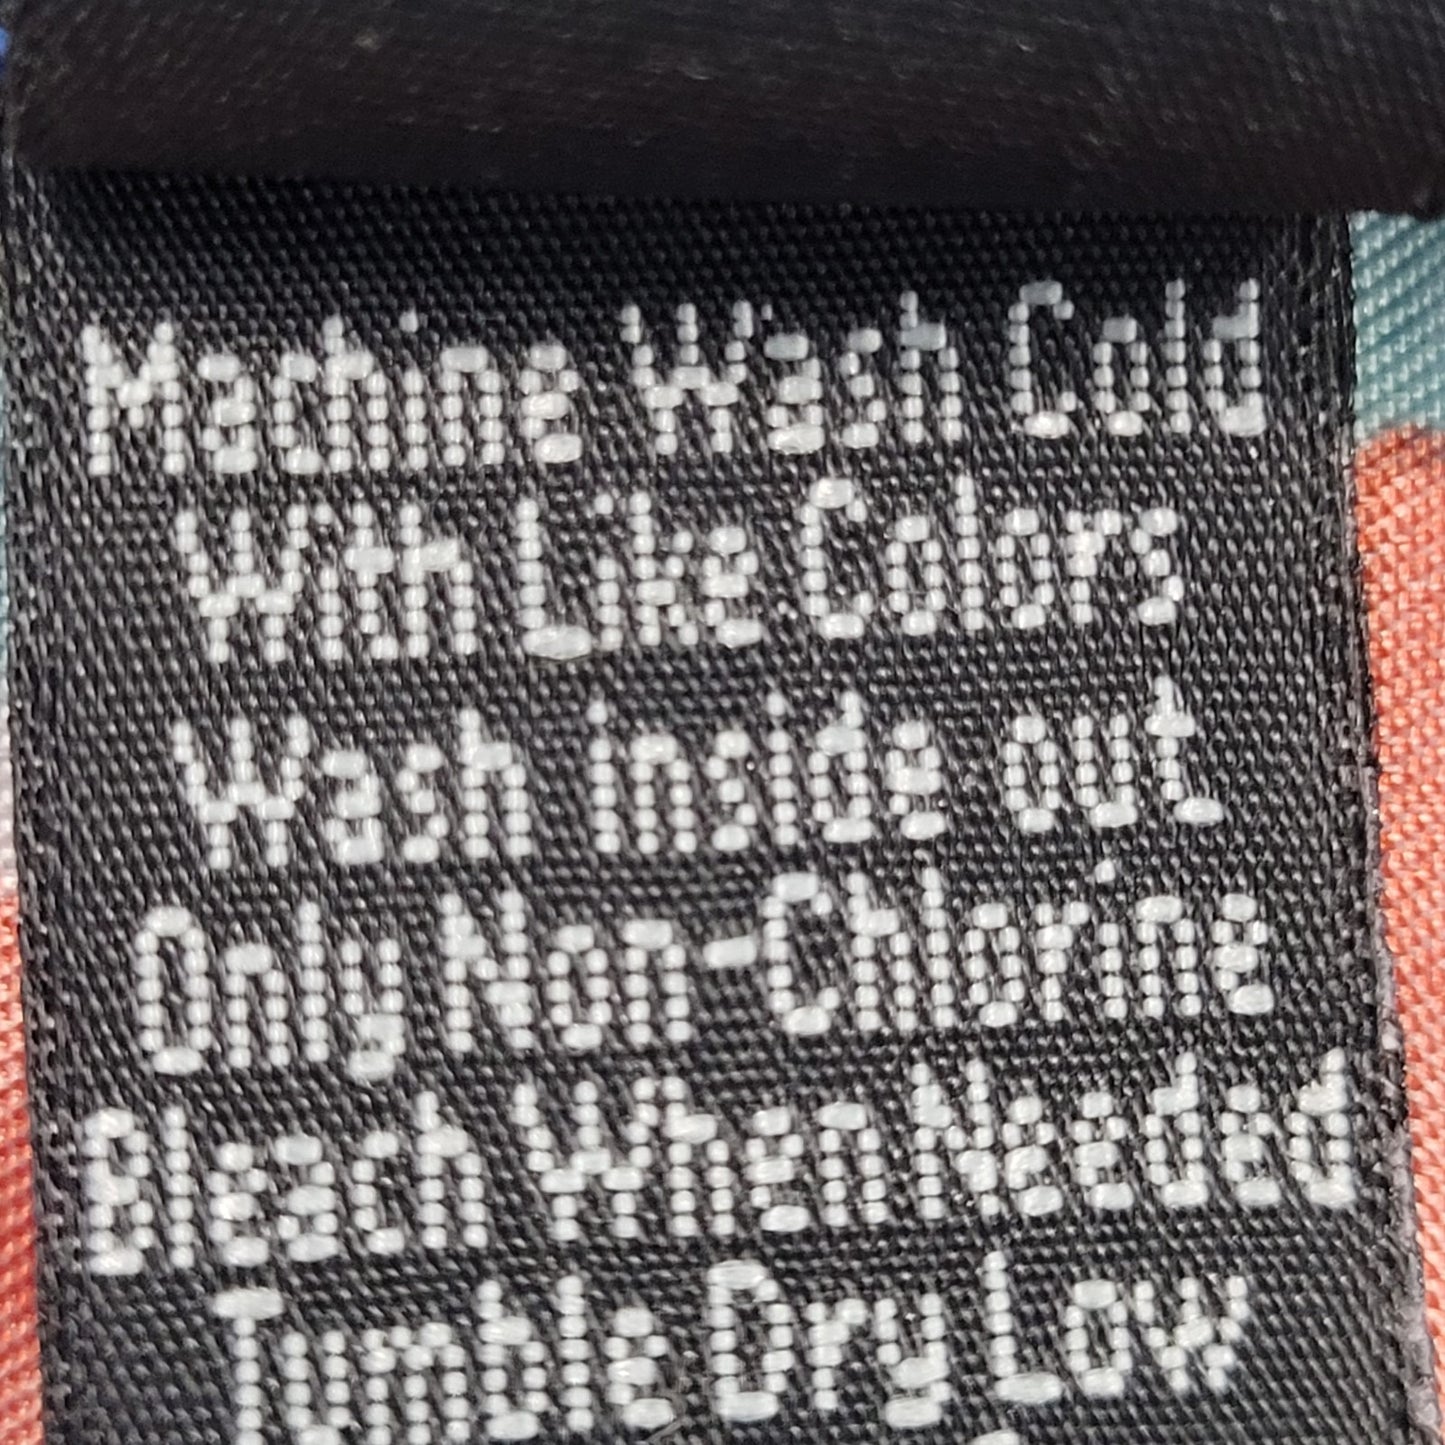 Machine Wash Cold
With Like Colors
Wash inside out
Only Non-Chlorine
Bleach When Needed
Tumble Dry Low